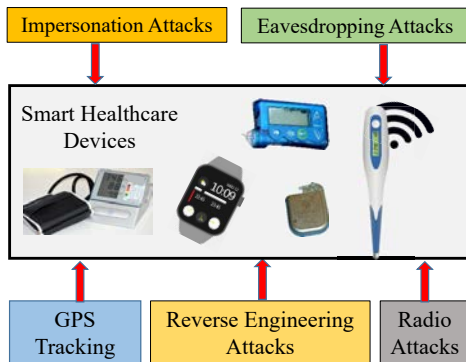 Impersonation Attacks
Eavesdropping Attacks
Smart Healthcare
Devices
10:09
GPS
Tracking
Reverse Engineering
Attacks
Radio
Attacks